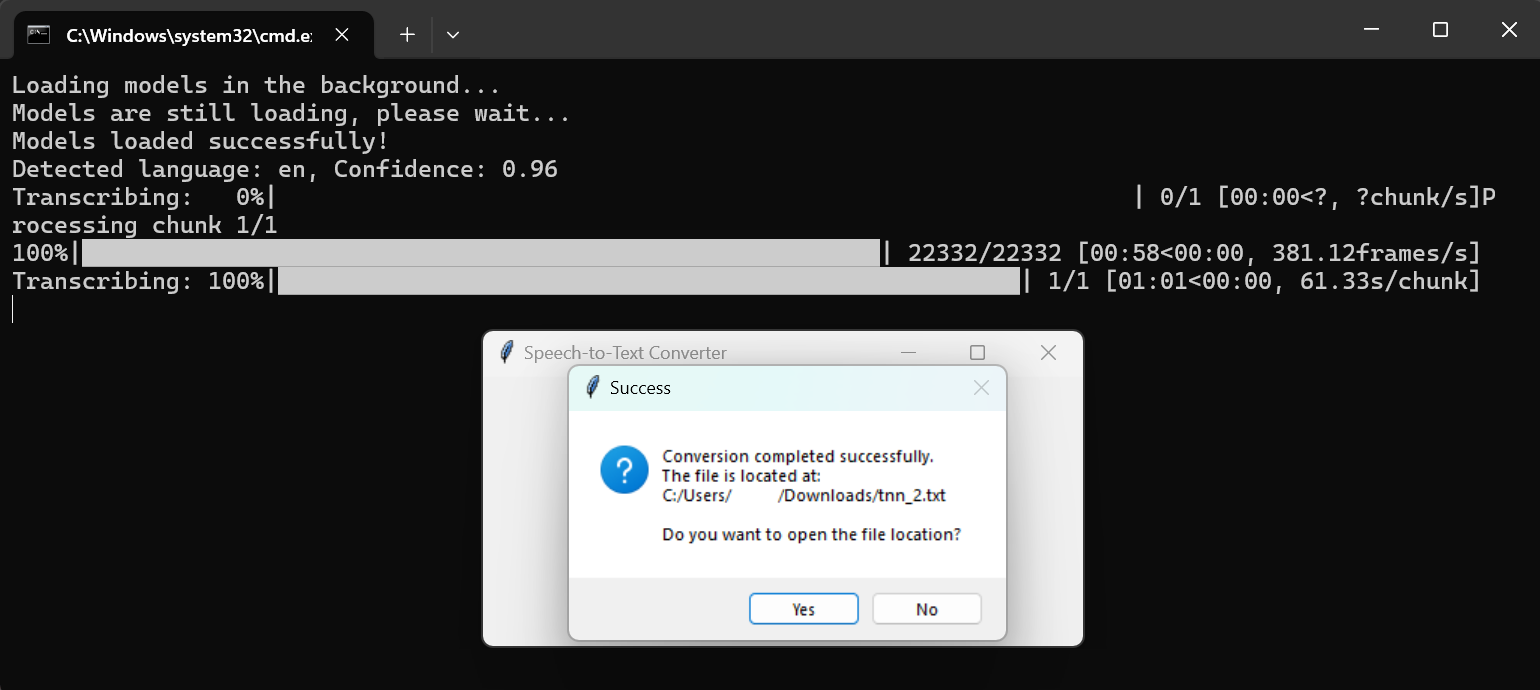 C:\Windows\system32\cmd.e
Loading models in the background...
Models are still loading, please wait...
Models loaded successfully!
Detected language: en, Confidence: 0.96
Transcribing:   0%|                                                              | 0/1 [00:00<?, ?chunk/s]P
rocessing chunk 1/1
100%|| 22332/22332 [00:58<00:00, 381.12frames/s]
Transcribing: 100%|| 1/1 [01:01<00:00, 61.33s/chunk]
Speech-to-Text Converter
Success
Conversion completed successfully.
The file is located at:
C:/Users/        /Downloads/tnn_2.txt
Do you want to open the file location?
Yes No